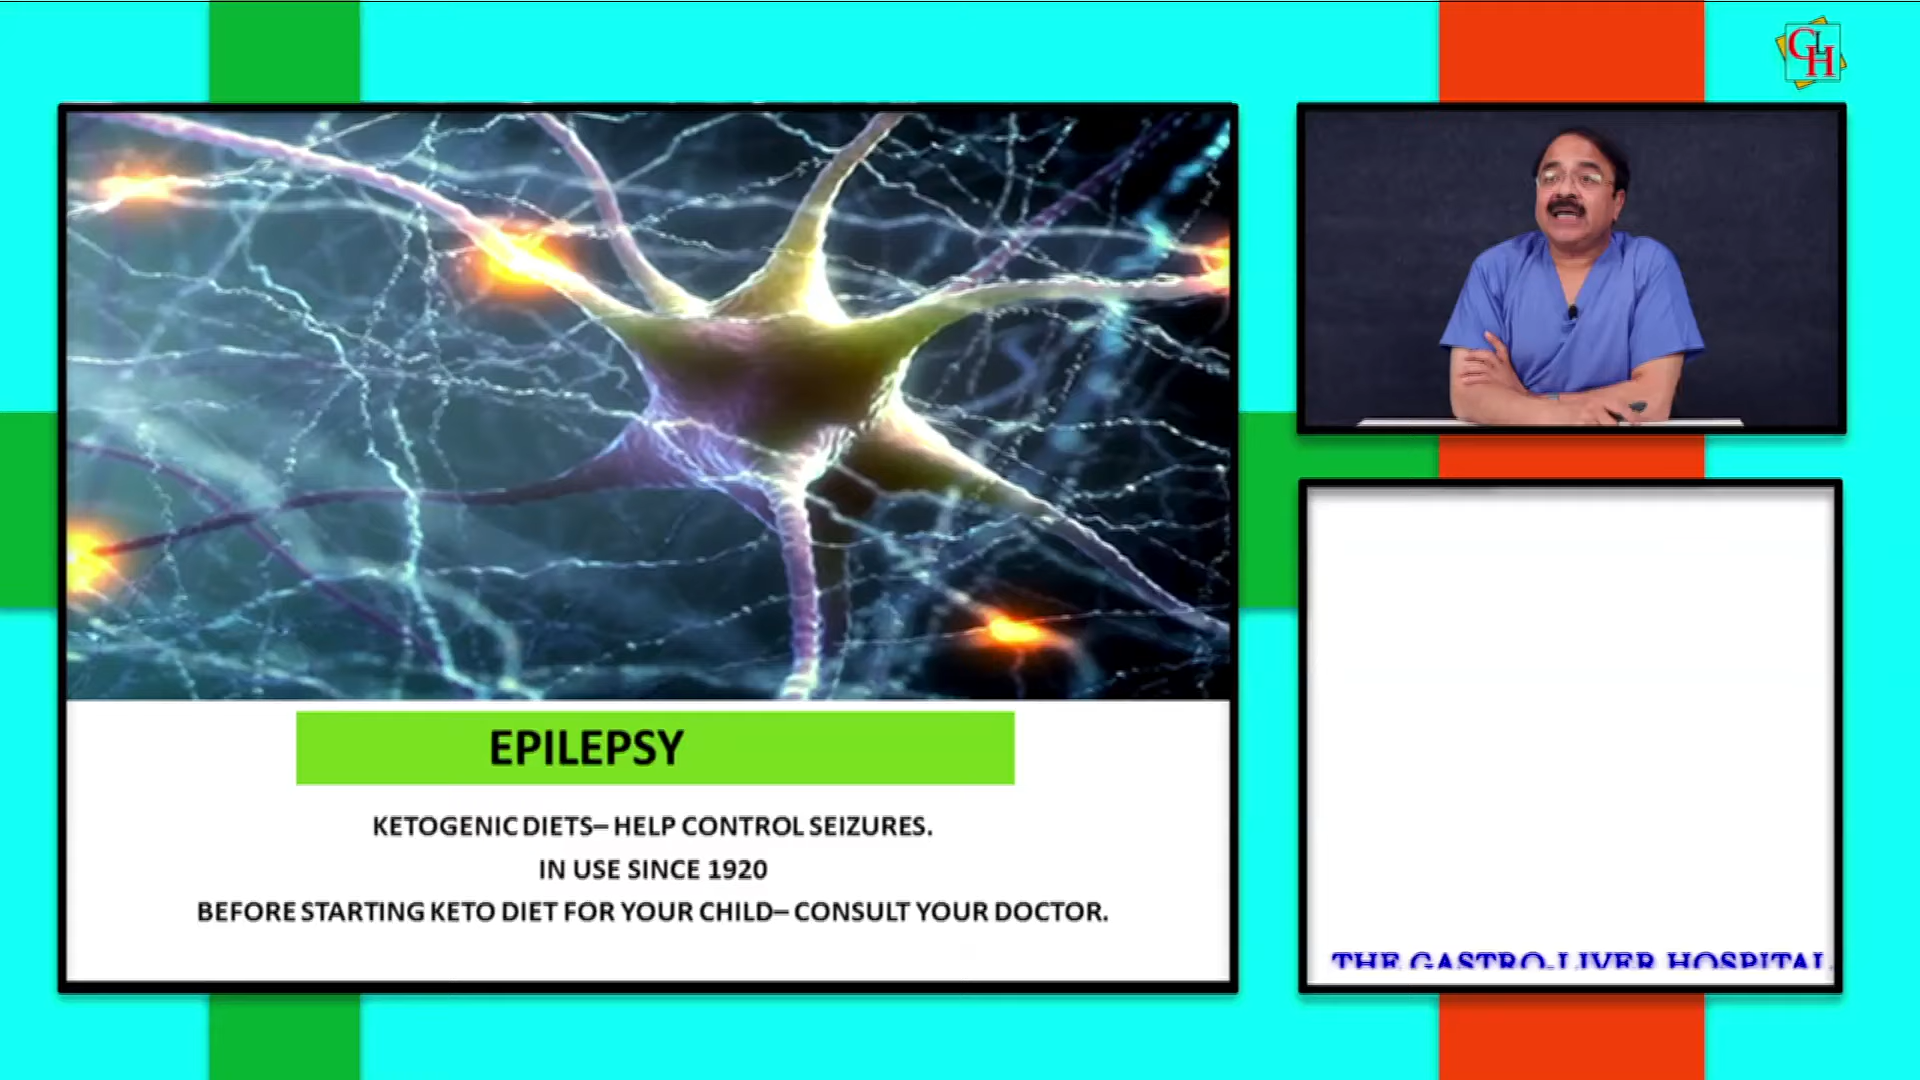 GLH
EPILEPSY
KETOGENIC DIETS– HELP CONTROL SEIZURES.
IN USE SINCE 1920
BEFORE STARTING KETO DIET FOR YOUR CHILD– CONSULT YOUR DOCTOR.
THE GASTRO-LIVER HOSPITAL